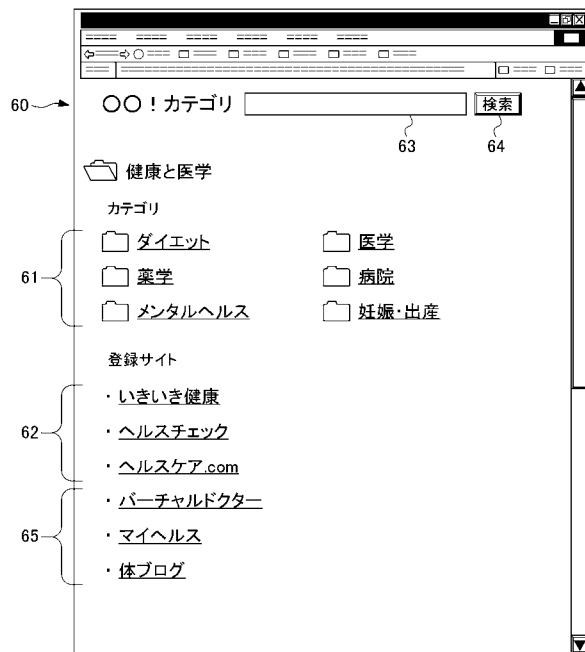 60
〇〇！カテゴリ 検索
63 64
健康と医学
カテゴリ
61
ダイエット 医学
薬学 病院
メンタルヘルス 妊娠・出産
登録サイト
62
・いきいき健康
・ヘルスチェック
・ヘルスケア.com
65
・バーチャルドクター
・マイヘルス
・体ブログ